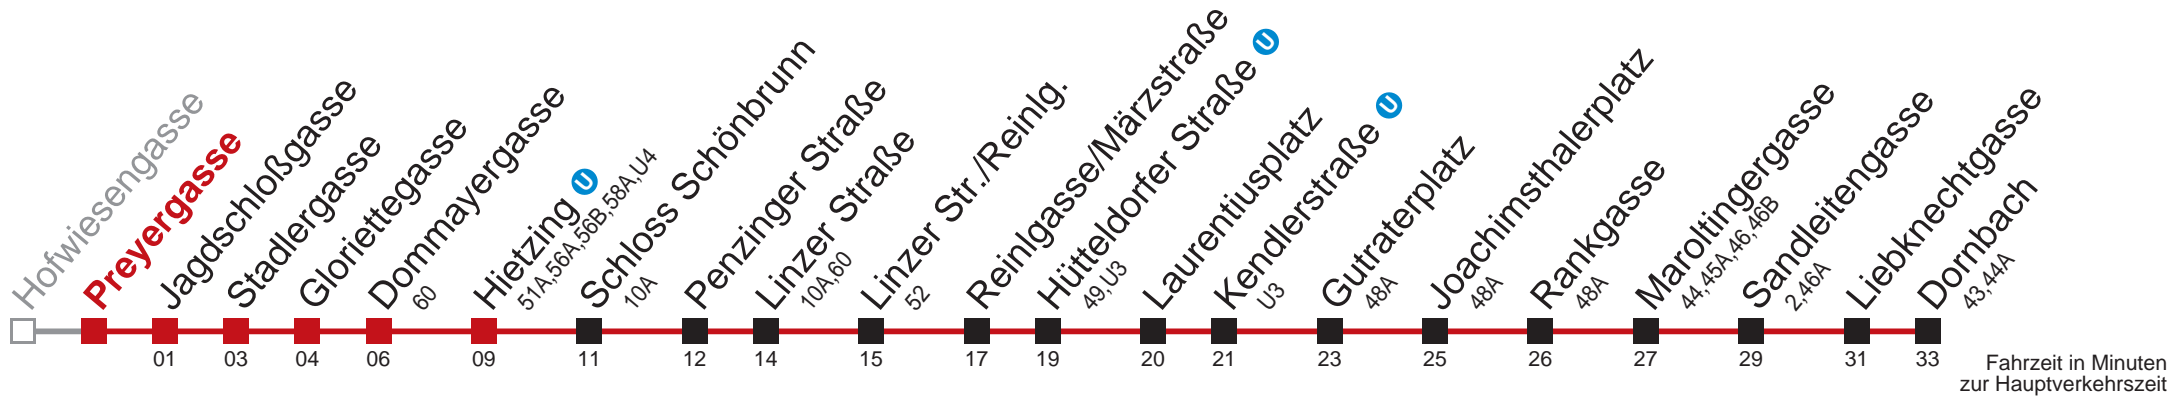 Hofwiesengasse
Preyergasse
Jagdschloßgasse
Stadlergasse
Gloriettegasse
Dommayergasse
60
Hietzing U
51A,56A,56B,58A,U4
Schloss Schönbrunn
10A
Penzinger Straße
Linzer Straße
10A,60
Linzer Str./Reinlg.
52
Reinlgasse/Märzstraße
Hütteldorfer Straße U
49,U3
Laurentiusplatz
Kendlerstraße U
U3
Gutraterplatz
48A
Joachimsthalerplatz
48A
Rankgasse
48A
Maroltingergasse
44,45A,46,46B
Sandleitengasse
2,46A
Liebknechtgasse
Dornbach
43,44A
01 03 04 06 09 11 12 14 15 17 19 20 21 23 25 26 27 29 31 33
Fahrzeit in Minuten
zur Hauptverkehrszeit